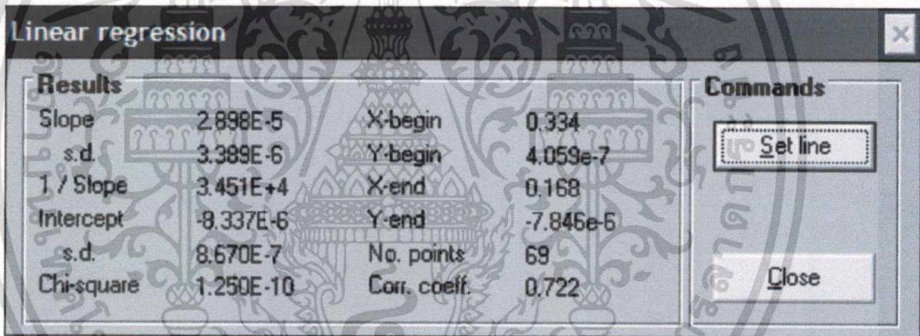 Linear regression
Results
Slope 2.898E-5 X-begin 0.334
s.d. 3.389E-6 Y-begin 4.059e-7
1 / Slope 3.451E+4 X-end 0.168
Intercept -8.337E-6 Y-end -7.846e-6
s.d. 8.670E-7 No. points 69
Chi-square 1.250E-10 Corr. coeff. 0.722
Commands
Set line
Close